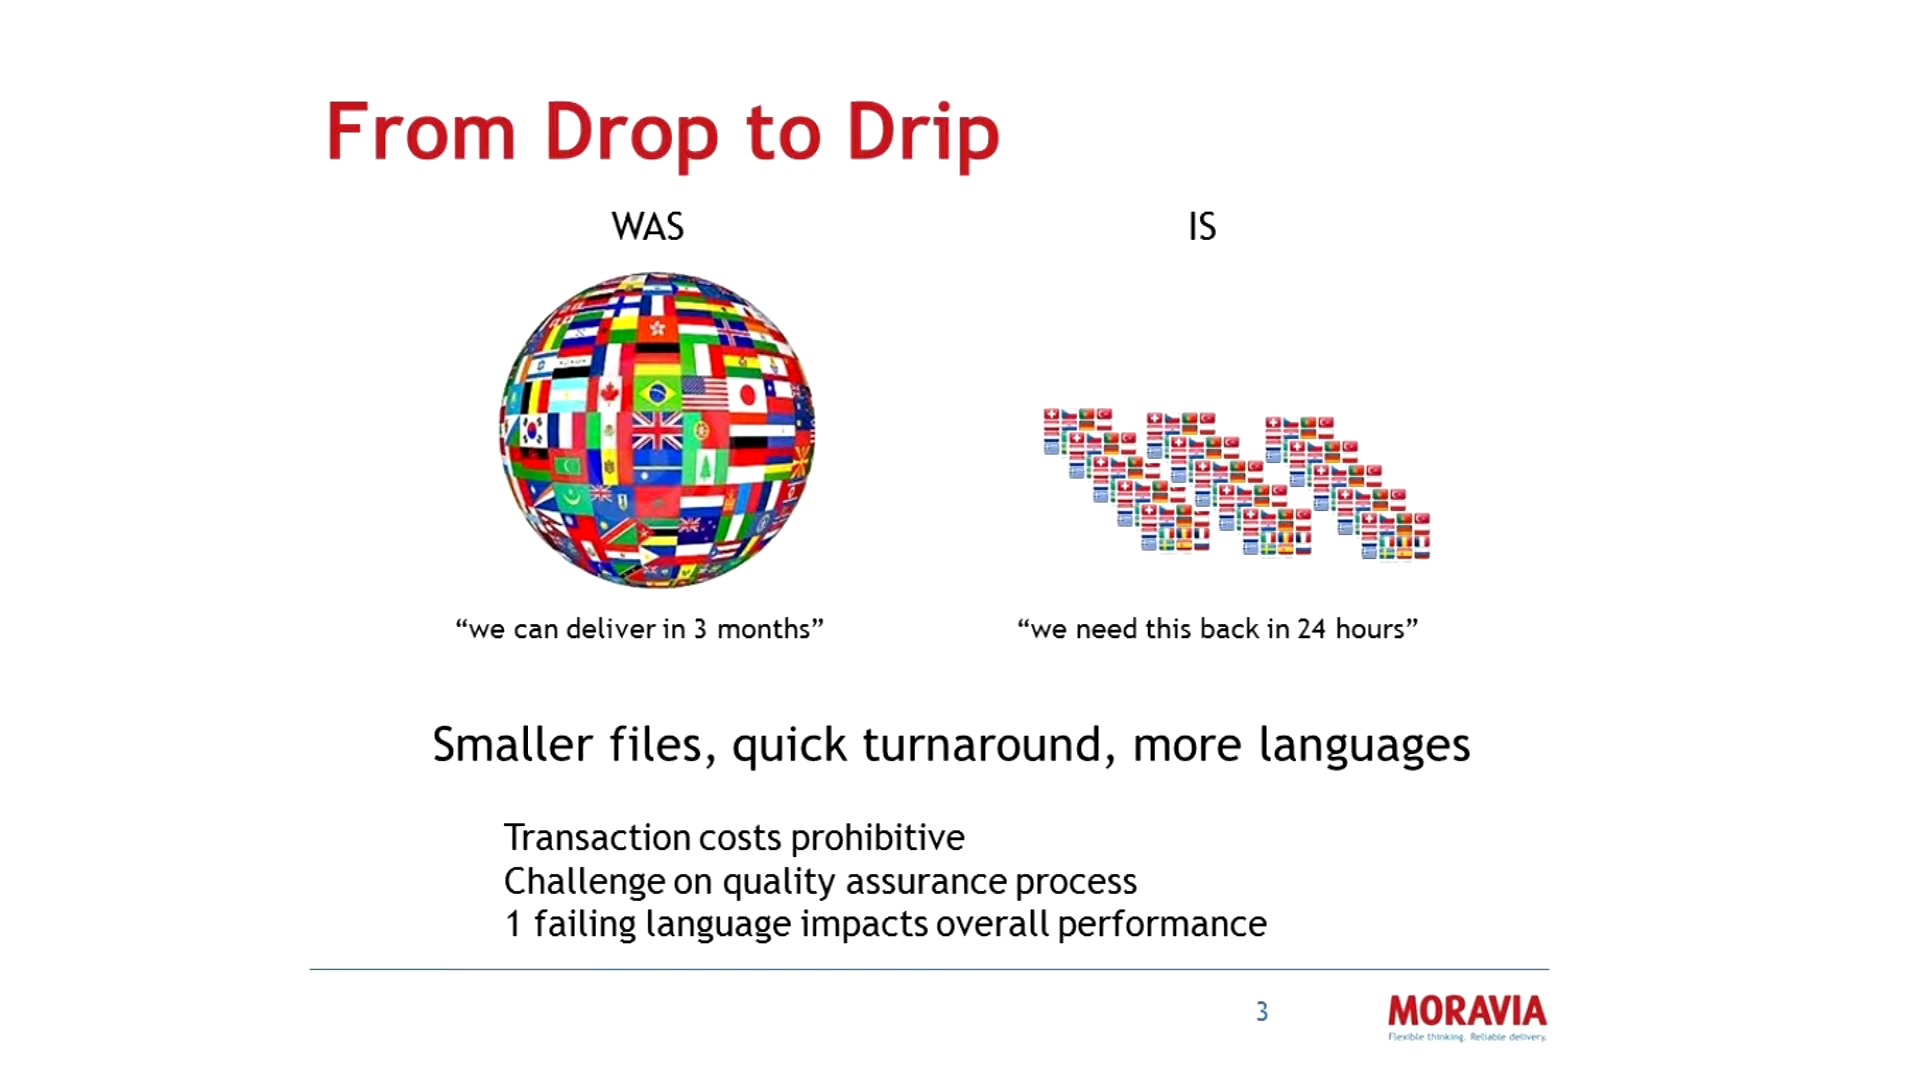 From Drop to Drip
WAS
IS
“we can deliver in 3 months”
“we need this back in 24 hours”
Smaller files, quick turnaround, more languages
Transaction costs prohibitive
Challenge on quality assurance process
1 failing language impacts overall performance
3
MORAVIA
Flexible thinking. Reliable delivery.